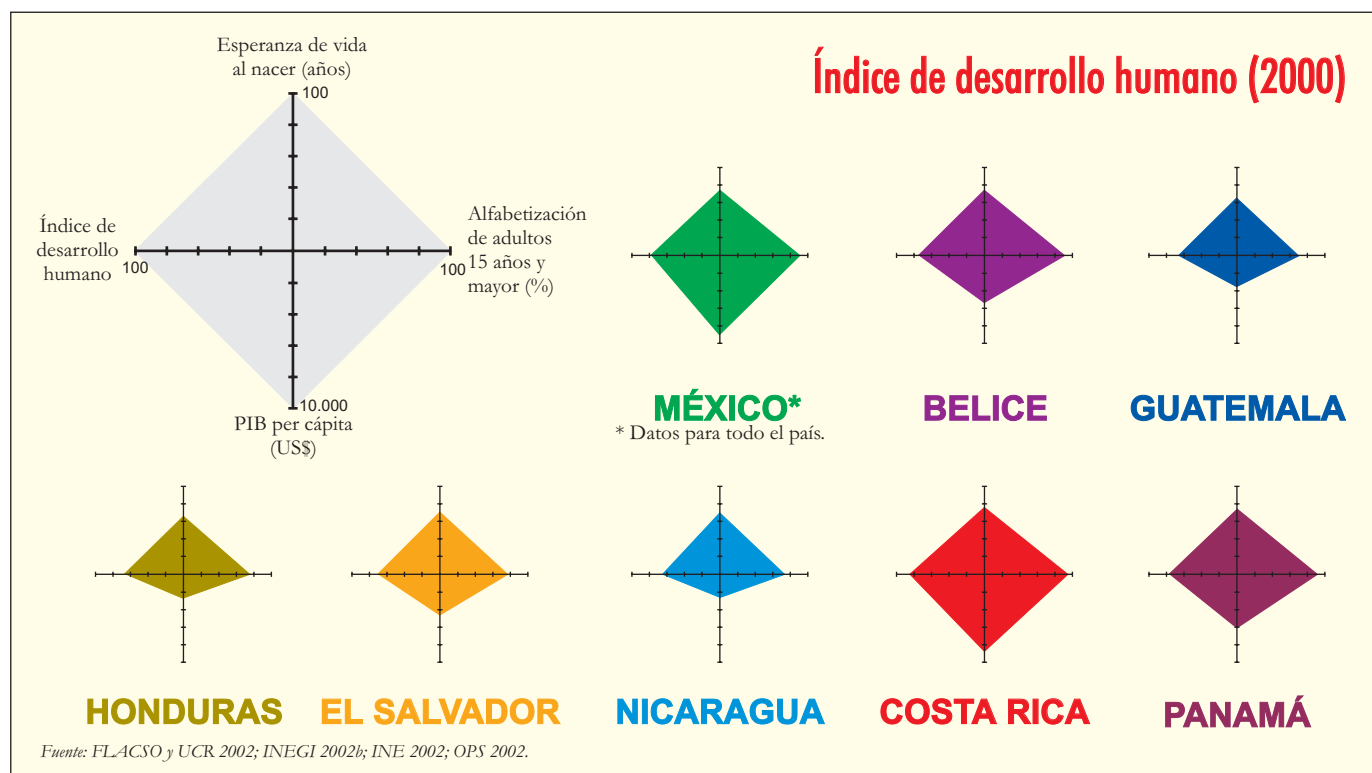 Índice de desarrollo humano (2000)
Esperanza de vida
al nacer (años)
100
Índice de
desarrollo
humano
100
Alfabetización
de adultos
15 años y
mayor (%)
100
10.000
PIB per cápita
(US$)
MÉXICO*
* Datos para todo el país.
BELICE
GUATEMALA
HONDURAS
EL SALVADOR
NICARAGUA
COSTA RICA
PANAMÁ
Fuente: FLACSO y UCR 2002; INEGI 2002b; INE 2002; OPS 2002.